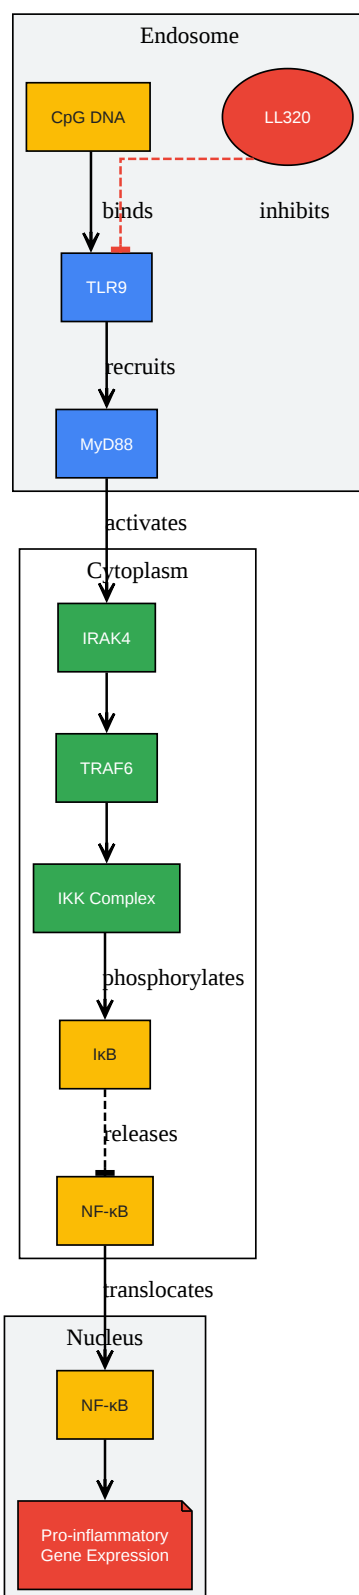 Endosome
CpG DNA
LL320
binds
inhibits
TLR9
recruits
MyD88
activates
Cytoplasm
IRAK4
TRAF6
IKK Complex
phosphorylates
IκB
releases
NF-κB
translocates
Nucleus
NF-κB
Pro-inflammatory
Gene Expression